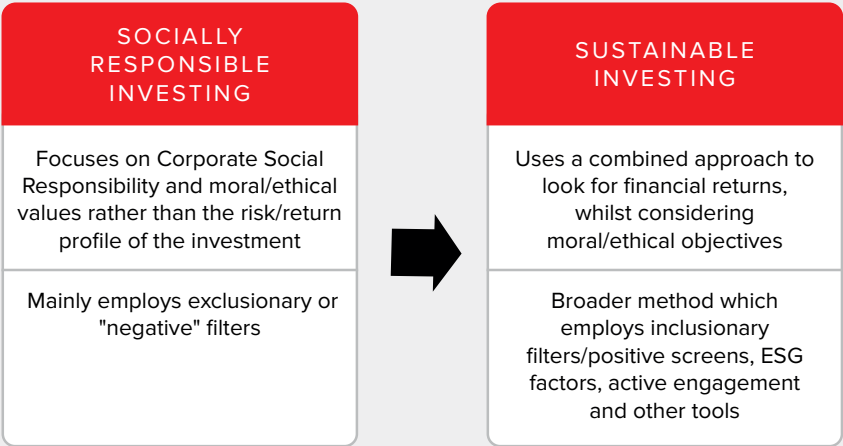 SOCIALLY
RESPONSIBLE
INVESTING
Focuses on Corporate Social
Responsibility and moral/ethical
values rather than the risk/return
profile of the investment
Mainly employs exclusionary or
"negative" filters
SUSTAINABLE
INVESTING
Uses a combined approach to
look for financial returns,
whilst considering
moral/ethical objectives
Broader method which
employs inclusionary
filters/positive screens, ESG
factors, active engagement
and other tools